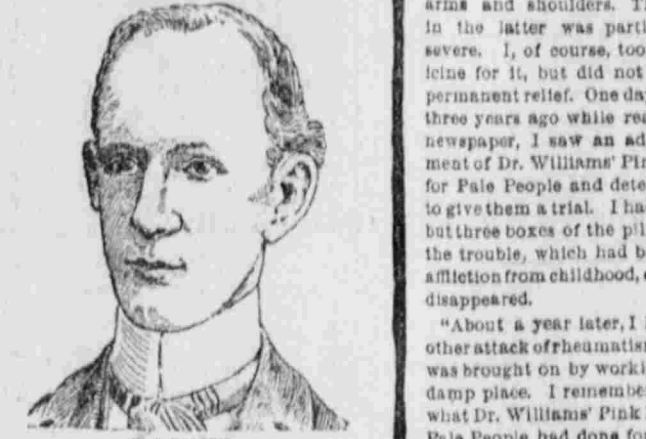 arms and shoulders. T
in the latter was parti
severe. I, of course, too
icine for it, but did not
permanent relief. One day
three years ago while rea
newspaper, I saw an ad
ment of Dr. Williams' Pin
for Pale People and dete
to give them a trial. I ha
but three boxes of the pil
the trouble, which had b
affliction from childhood,
disappeared.
"About a year later, I
other attack of rheumatis
was brought on by worki
damp place. I remembe
what Dr. Williams' Pink
Pale People had done fo